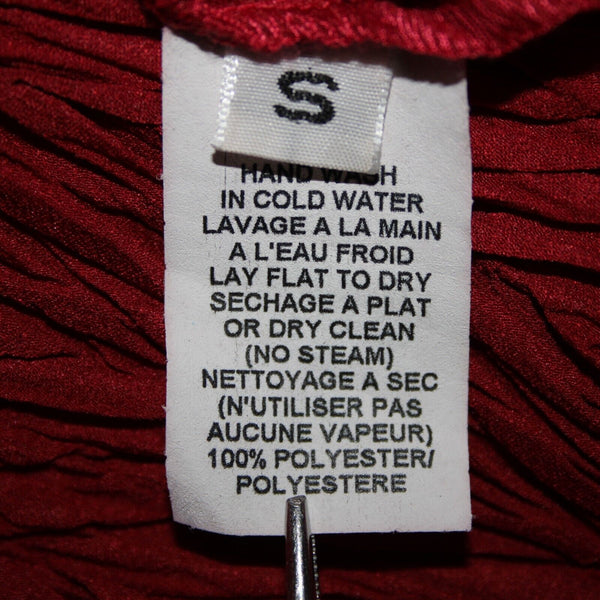 S
HAND WASH
IN COLD WATER
LAVAGE A LA MAIN
A L'EAU FROID
LAY FLAT TO DRY
SECHAGE A PLAT
OR DRY CLEAN
(NO STEAM)
NETTOYAGE A SEC
(N'UTILISER PAS
AUCUNE VAPEUR)
100% POLYESTER/
POLYESTERE